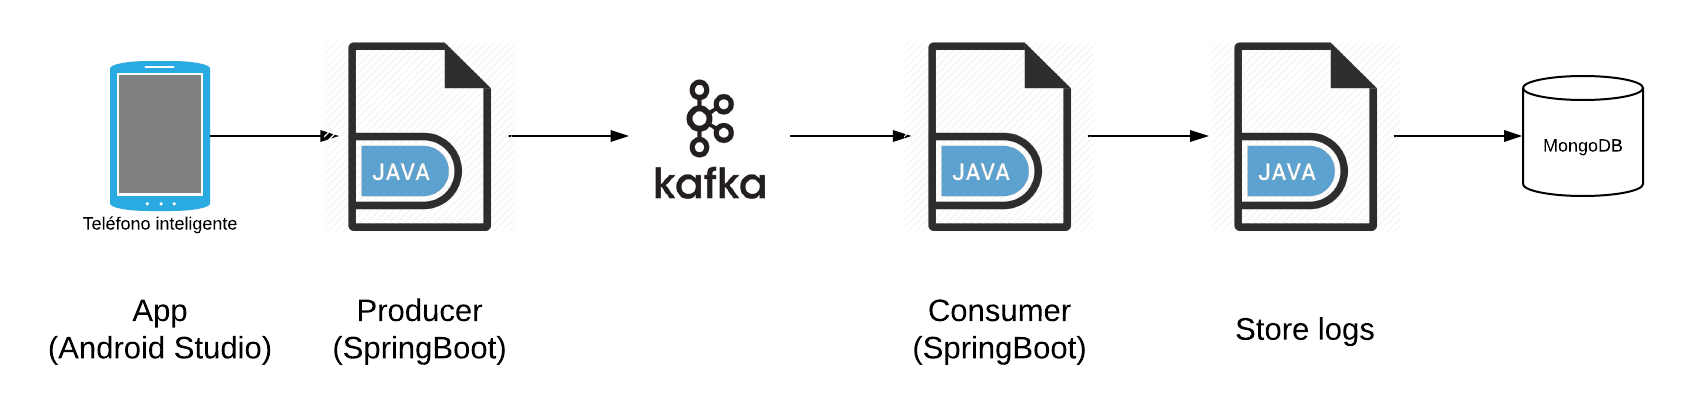 JAVA
JAVA
JAVA
MongoDB
kafka
Teléfono inteligente
App
(Android Studio)
Producer
(SpringBoot)
Consumer
(SpringBoot)
Store logs